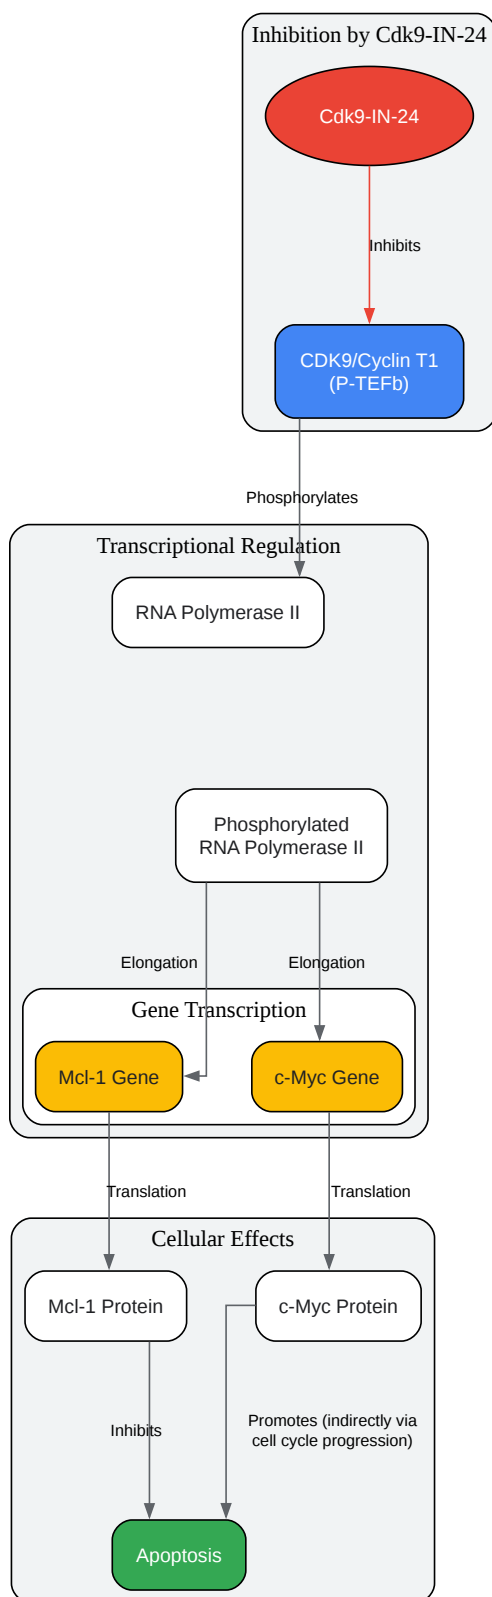 Inhibition by Cdk9-IN-24
Cdk9-IN-24
Inhibits
CDK9/Cyclin T1
(P-TEFb)
Phosphorylates
Transcriptional Regulation
RNA Polymerase II
Phosphorylated
RNA Polymerase II
Elongation
Elongation
Gene Transcription
Mcl-1 Gene
c-Myc Gene
Translation
Translation
Cellular Effects
Mcl-1 Protein
c-Myc Protein
Inhibits
Promotes (indirectly via
cell cycle progression)
Apoptosis